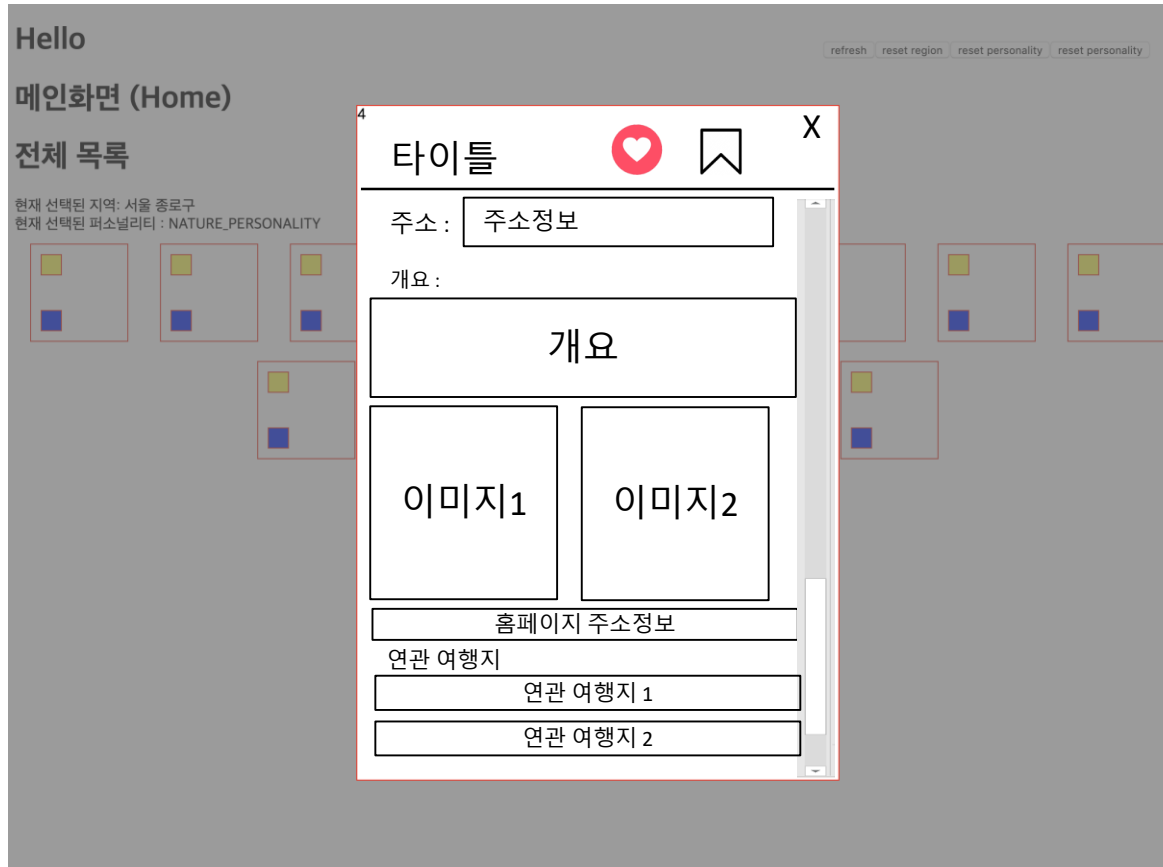 Hello
refresh reset region reset personality reset personality
메인화면 (Home)
전체 목록
현재 선택된 지역: 서울 종로구
현재 선택된 퍼소널리티 : NATURE_PERSONALITY
4
타이틀
X
주소 : 주소정보
개요 :
개요
이미지1 이미지2
홈페이지 주소정보
연관 여행지
연관 여행지 1
연관 여행지 2